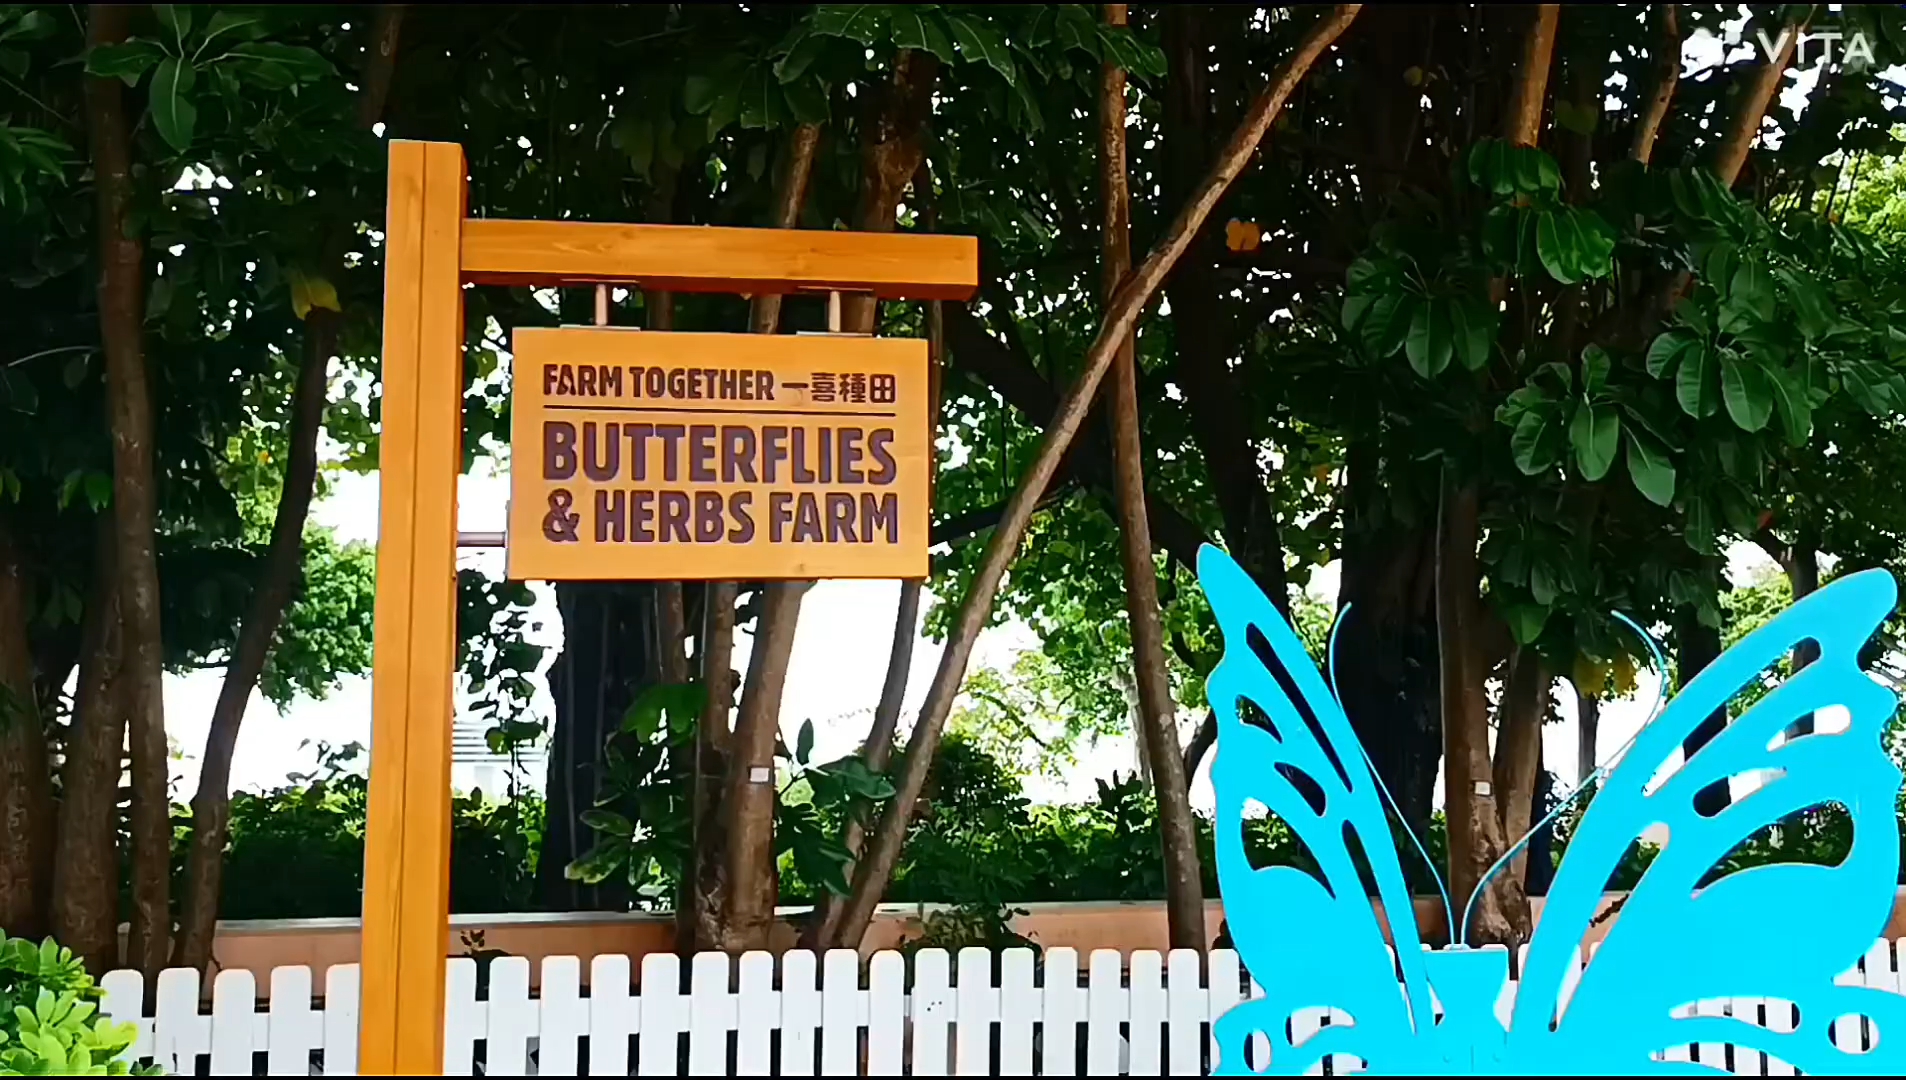 VITA
FARM TOGETHER 一喜種田
BUTTERFLIES
& HERBS FARM